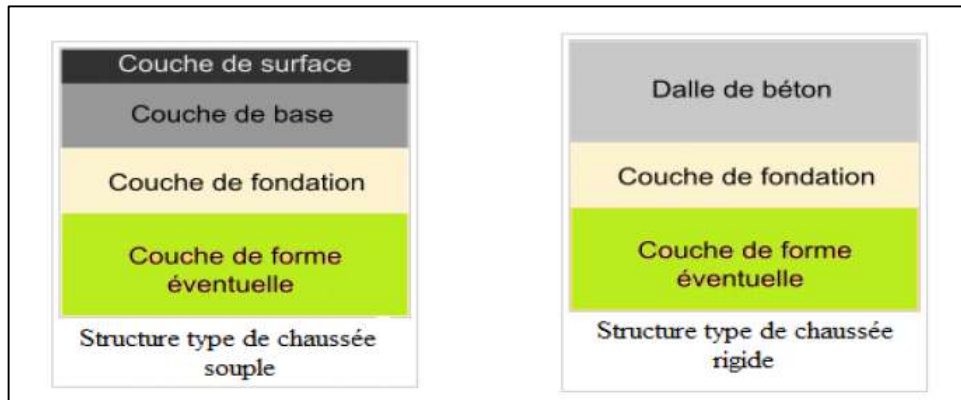 Couche de surface
Couche de base
Couche de fondation
Couche de forme
éventuelle
Structure type de chaussée
souple
Dalle de béton
Couche de fondation
Couche de forme
éventuelle
Structure type de chaussée
rigide